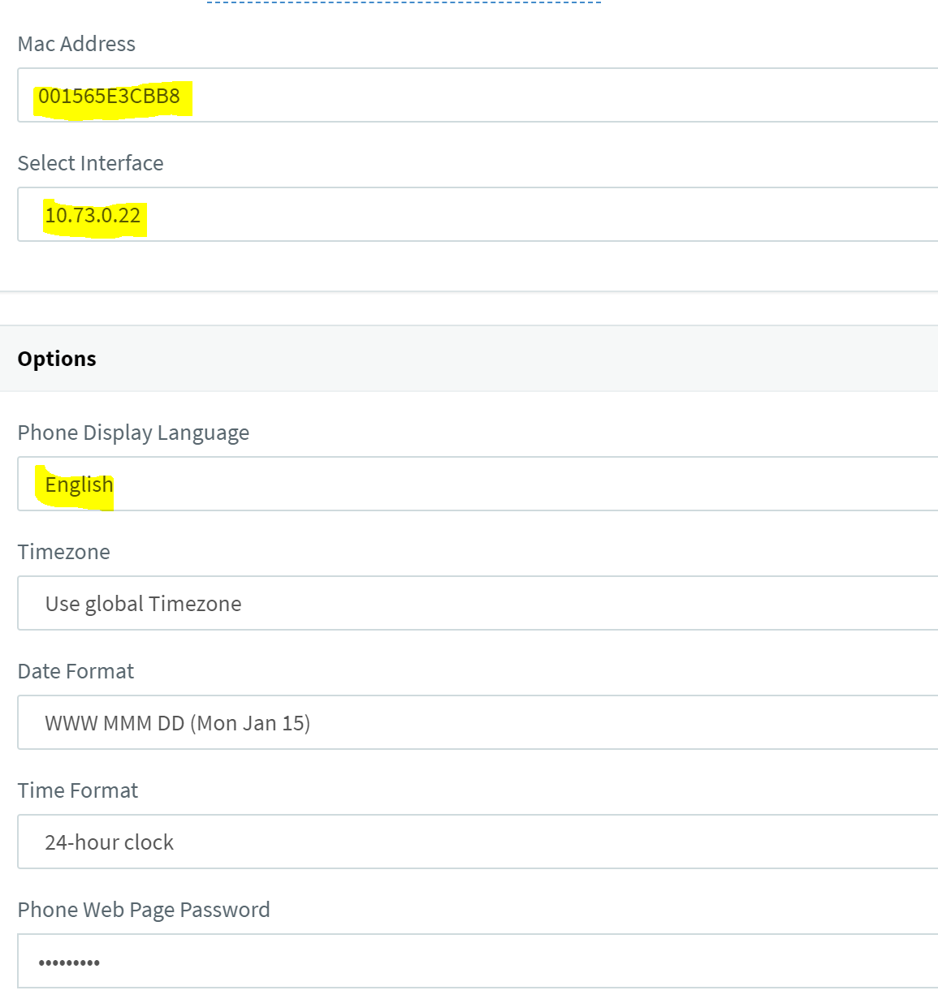 Mac Address
001565E3CBB8
Select Interface
10.73.0.22
Options
Phone Display Language
English
Timezone
Use global Timezone
Date Format
WWW MMM DD (Mon Jan 15)
Time Format
24-hour clock
Phone Web Page Password
•••••••••